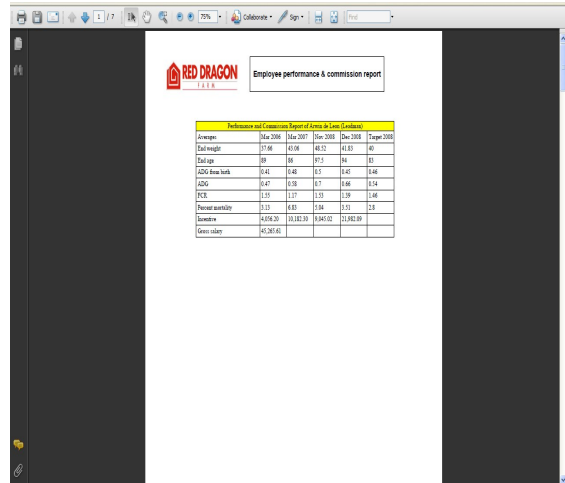 1 / 7 75% Collaborate Sign Find
RED DRAGON
FARM
Employee performance & commission report
Performance and Commission Report of Arwin de Leon (Leadman)
Averages Mar 2006 Mar 2007 Nov 2008 Dec 2008 Target 2008
End weight 37.66 43.06 48.52 41.83 40
End age 89 86 97.5 94 83
ADG from birth 0.41 0.48 0.5 0.45 0.46
ADG 0.47 0.58 0.7 0.66 0.54
FCR 1.55 1.17 1.53 1.39 1.46
Percent mortality 3.13 6.83 5.04 3.51 2.8
Incentive 4,056.20 10,182.30 9,045.02 21,982.09
Gross salary 45,265.61